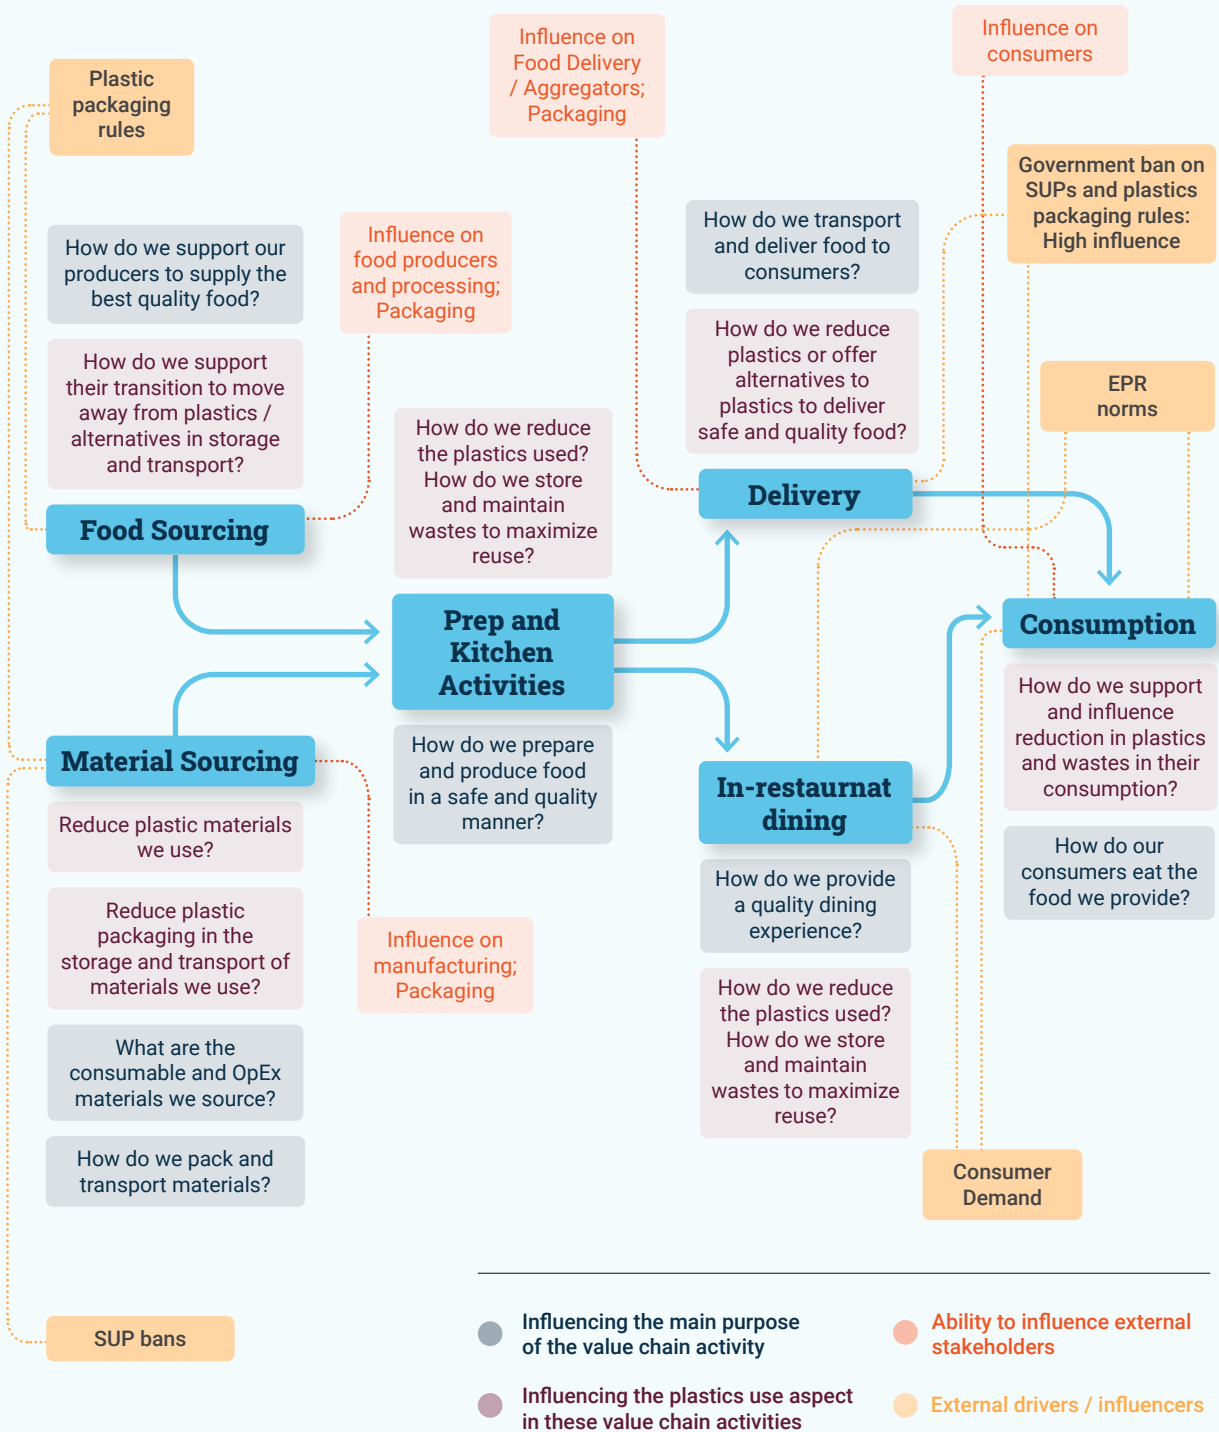 Plastic
packaging
rules
How do we support our
producers to supply the
best quality food?
How do we support
their transition to move
away from plastics /
alternatives in storage
and transport?
Food Sourcing
Influence on
food producers
and processing;
Packaging
Influence on
Food Delivery
/ Aggregators;
Packaging
Influence on
consumers
Government ban on
SUPs and plastics
packaging rules:
High influence
EPR
norms
How do we transport
and deliver food to
consumers?
How do we reduce
plastics or offer
alternatives to
plastics to deliver
safe and quality food?
Delivery
How do we reduce
the plastics used?
How do we store
and maintain
wastes to maximize
reuse?
Prep and
Kitchen
Activities
How do we prepare
and produce food
in a safe and quality
manner?
Consumption
How do we support
and influence
reduction in plastics
and wastes in their
consumption?
How do our
consumers eat the
food we provide?
Material Sourcing
Reduce plastic materials
we use?
Reduce plastic
packaging in the
storage and transport of
materials we use?
What are the
consumable and OpEx
materials we source?
How do we pack and
transport materials?
Influence on
manufacturing;
Packaging
In-restaurnat
dining
How do we provide
a quality dining
experience?
How do we reduce
the plastics used?
How do we store
and maintain
wastes to maximize
reuse?
Consumer
Demand
SUP bans
Influencing the main purpose
of the value chain activity
Influencing the plastics use aspect
in these value chain activities
Ability to influence external
stakeholders
External drivers / influencers